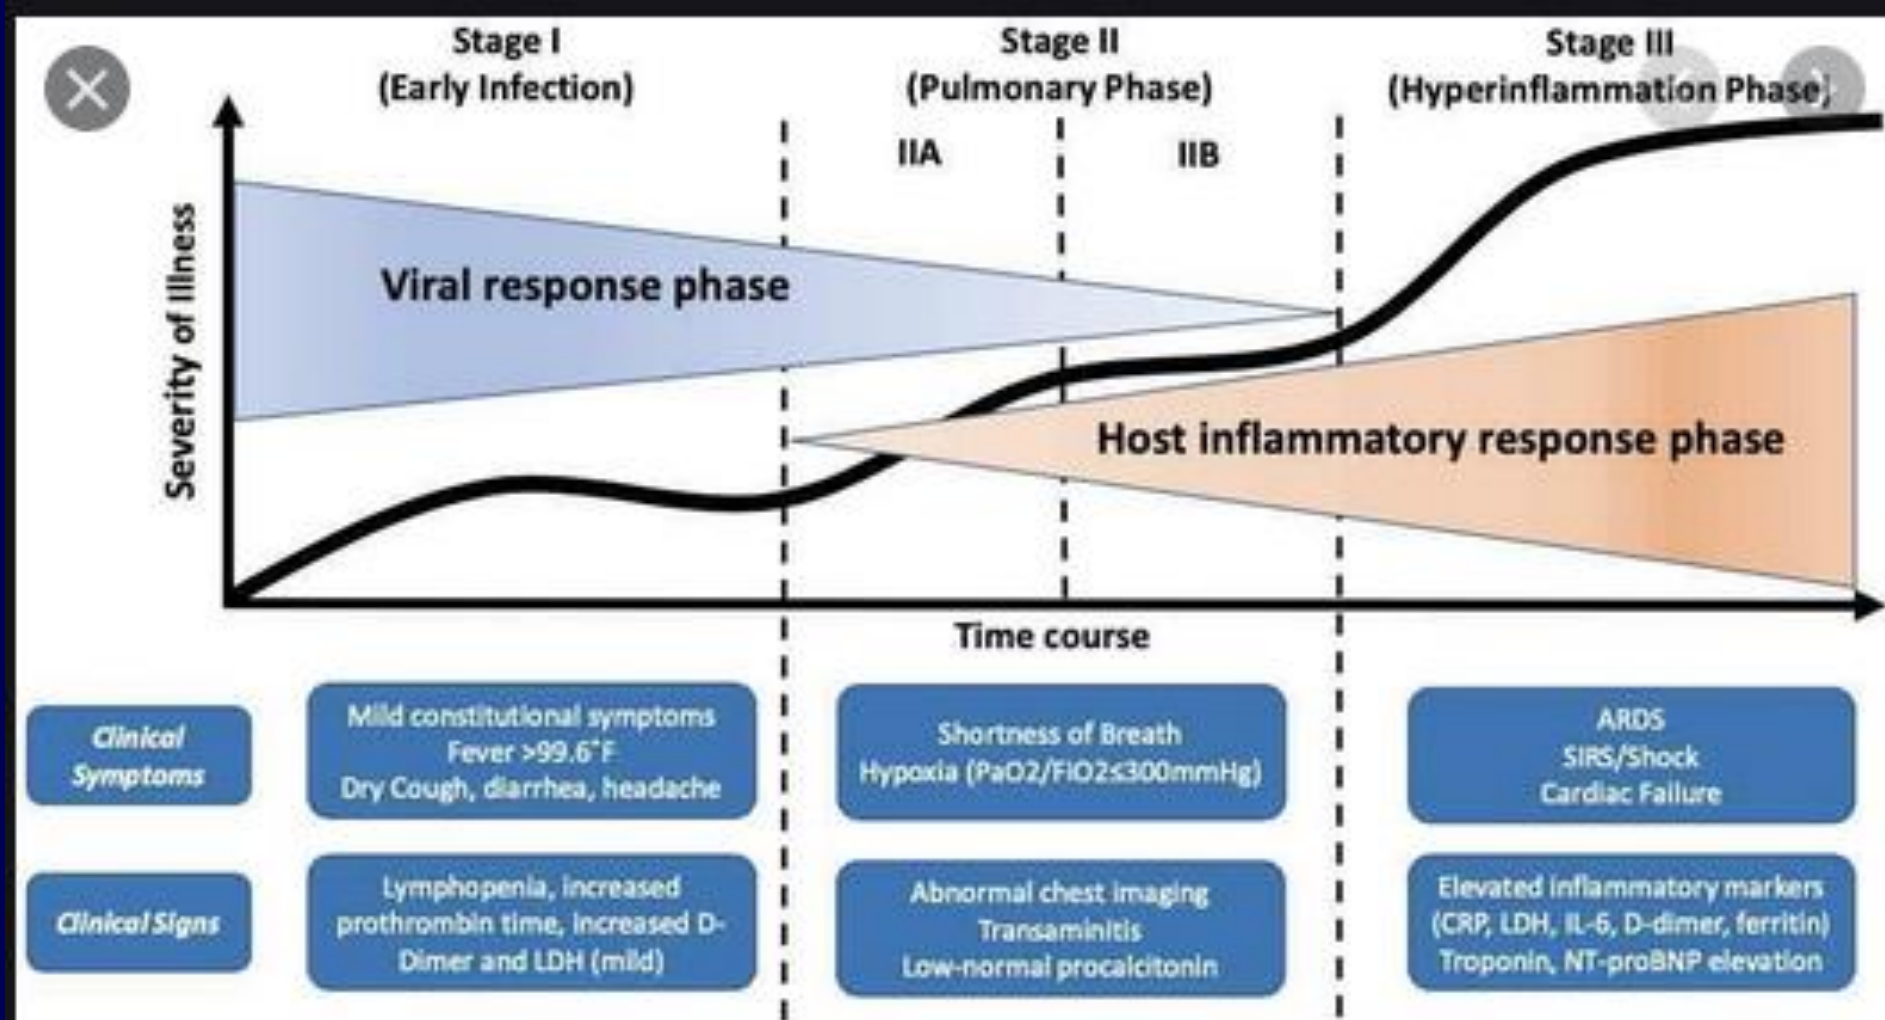 Stage I
(Early Infection)
Stage II
(Pulmonary Phase)
Stage III
(Hyperinflammation Phase)
IIA
IIB
Severity of Illness
Viral response phase
Host inflammatory response phase
Time course
Clinical
Symptoms
Mild constitutional symptoms
Fever >99.6°F
Dry Cough, diarrhea, headache
Shortness of Breath
Hypoxia (PaO2/FiO2≤300mmHg)
ARDS
SIRS/Shock
Cardiac Failure
Clinical Signs
Lymphopenia, increased
prothrombin time, increased D-
Dimer and LDH (mild)
Abnormal chest imaging
Transaminitis
Low-normal procalcitonin
Elevated inflammatory markers
(CRP, LDH, IL-6, D-dimer, ferritin)
Troponin, NT-proBNP elevation